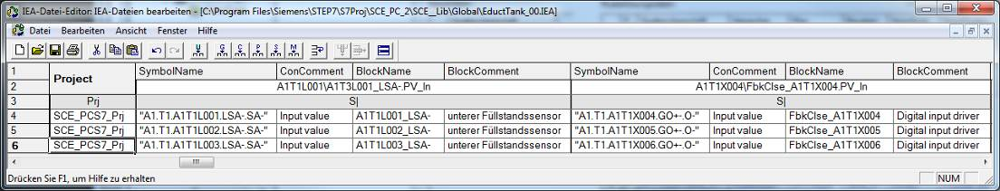 IEA-Datei-Editor: IEA-Dateien bearbeiten - [C:\Program Files\Siemens\STEP7\S7Proj\SCE_PC_2\SCE__Lib\Global\EductTank_00.IEA]
Datei Bearbeiten Ansicht Fenster Hilfe
U G C P S M
1 Project SymbolName ConComment BlockName BlockComment SymbolName ConComment BlockName BlockComment
2 A1T1L001\A1T3L001_LSA-.PV_In A1T1X004\FbkClse_A1T1X004.PV_In
3 Prj S| S|
4 SCE_PCS7_Prj "A1.T1.A1T1L001.LSA-.SA-" Input value A1T1L001_LSA- unterer Füllstandssensor "A1.T1.A1T1X004.GO+-.O-" Input value FbkClse_A1T1X004 Digital input driver
5 SCE_PCS7_Prj "A1.T1.A1T1L002.LSA-.SA-" Input value A1T1L002_LSA- unterer Füllstandssensor "A1.T1.A1T1X005.GO+-.O-" Input value FbkClse_A1T1X005 Digital input driver
6 SCE_PCS7_Prj "A1.T1.A1T1L003.LSA-.SA-" Input value A1T1L003_LSA- unterer Füllstandssensor "A1.T1.A1T1X006.GO+-.O-" Input value FbkClse_A1T1X006 Digital input driver
Drücken Sie F1, um Hilfe zu erhalten NUM